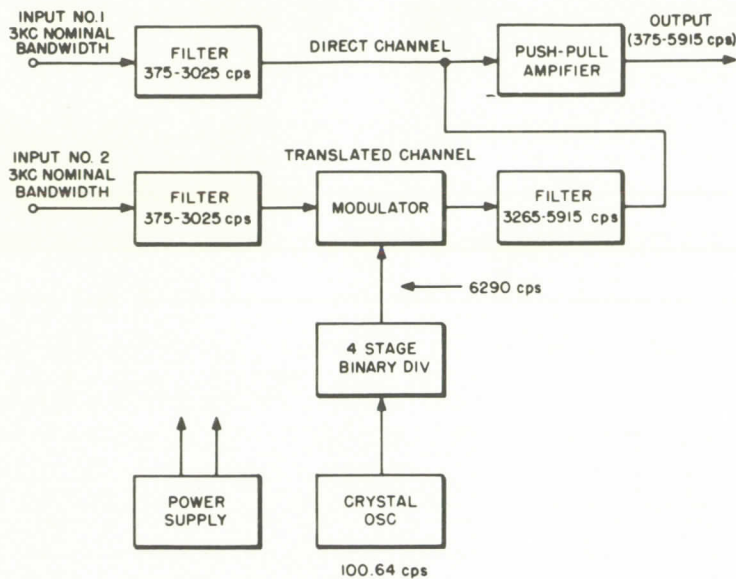 INPUT NO.1
3KC NOMINAL
BANDWIDTH
FILTER
375-3025 cps
DIRECT CHANNEL
PUSH-PULL
AMPIFIER
OUTPUT
(375-5915 cps)
INPUT NO. 2
3KC NOMINAL
BANDWIDTH
FILTER
375-3025 cps
TRANSLATED CHANNEL
MODULATOR
FILTER
3265-5915 cps
6290 cps
4 STAGE
BINARY DIV
POWER
SUPPLY
CRYSTAL
OSC
100.64 cps